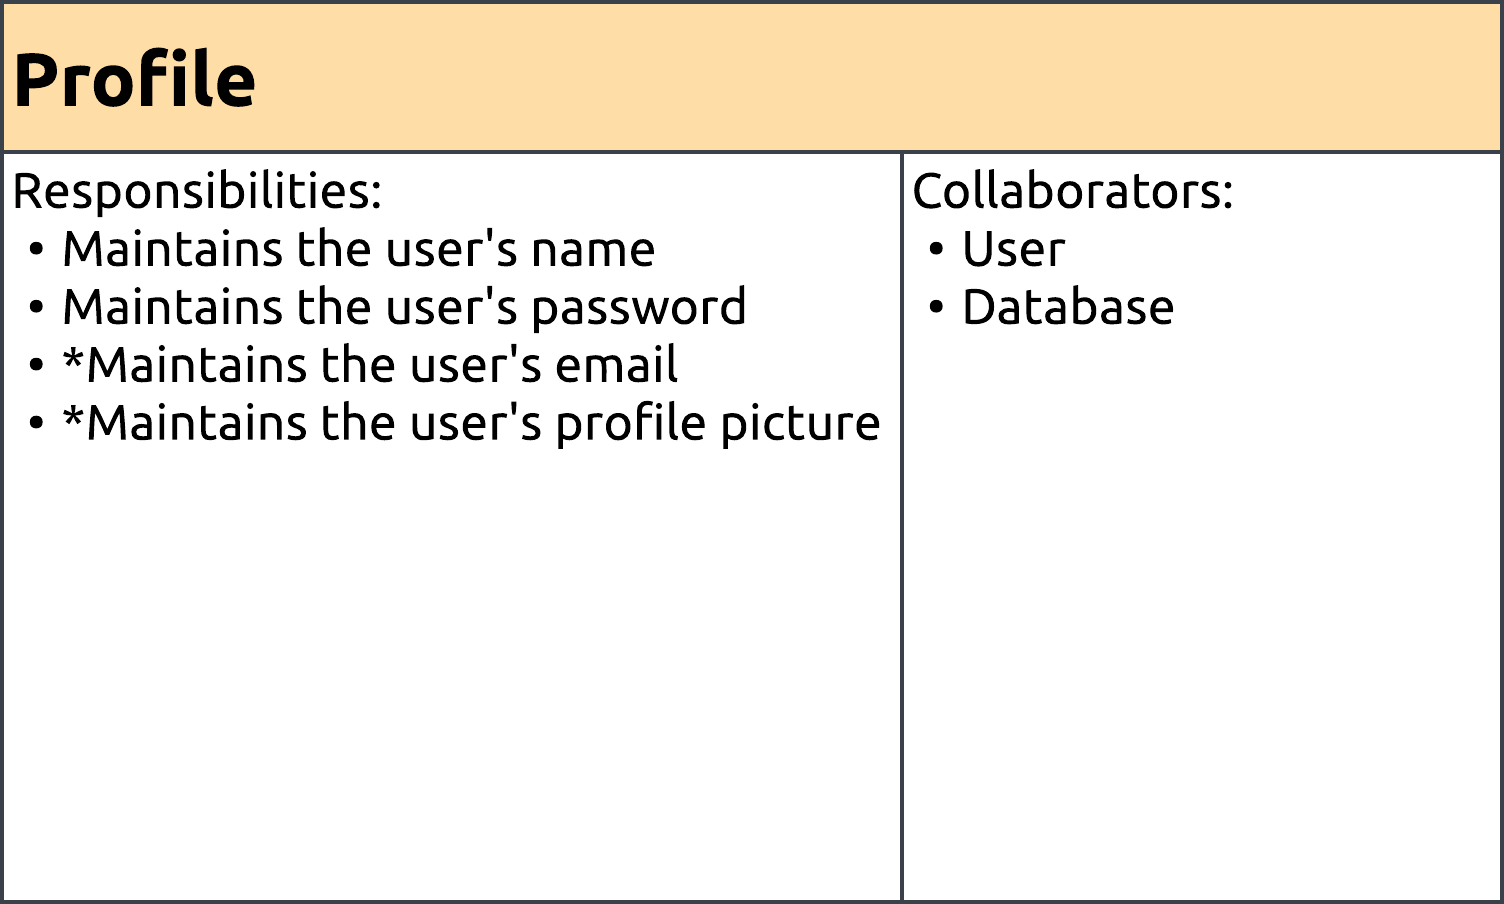 Profile
Responsibilities:
• Maintains the user's name
• Maintains the user's password
• *Maintains the user's email
• *Maintains the user's profile picture
Collaborators:
• User
• Database